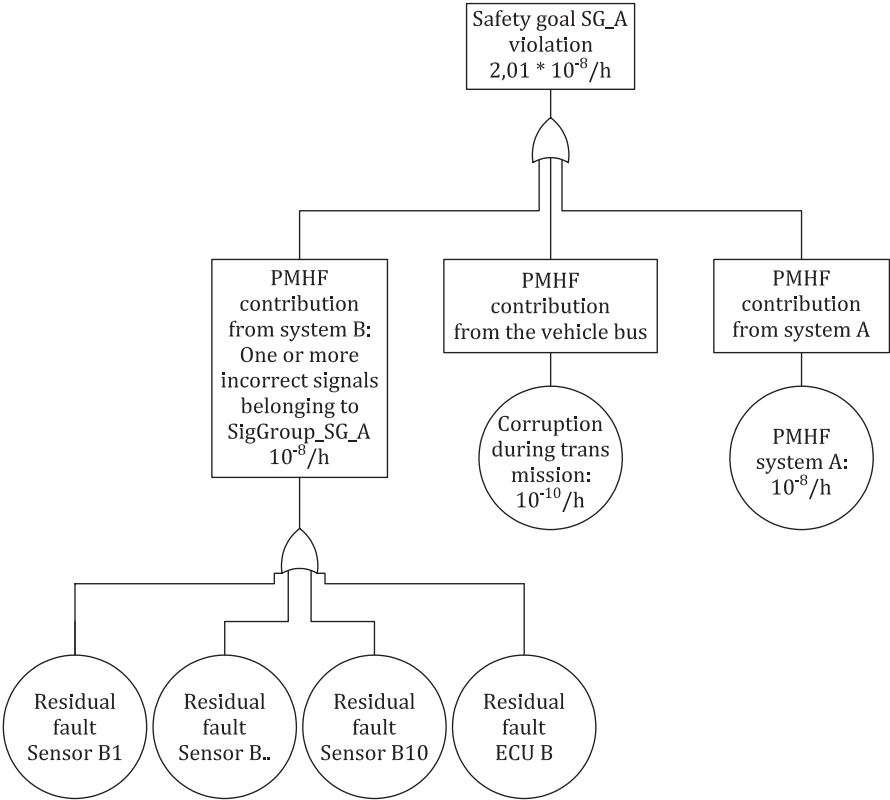 Safety goal SG_A
violation
2,01 * 10⁻⁸/h
PMHF
contribution
from system B:
One or more
incorrect signals
belonging to
SigGroup_SG_A
10⁻⁸/h
PMHF
contribution
from the vehicle bus
PMHF
contribution
from system A
Corruption
during trans
mission:
10⁻¹⁰/h
PMHF
system A:
10⁻⁸/h
Residual
fault
Sensor B1
Residual
fault
Sensor B..
Residual
fault
Sensor B10
Residual
fault
ECU B